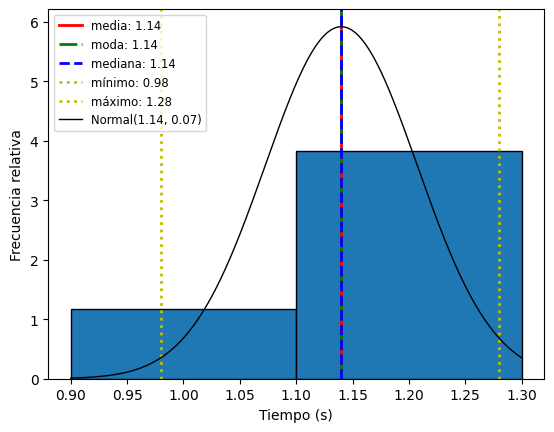 media: 1.14
moda: 1.14
mediana: 1.14
mínimo: 0.98
máximo: 1.28
Normal(1.14, 0.07)
Frecuencia relativa
6
5
4
3
2
1
0
0.90 0.95 1.00 1.05 1.10 1.15 1.20 1.25 1.30
Tiempo (s)